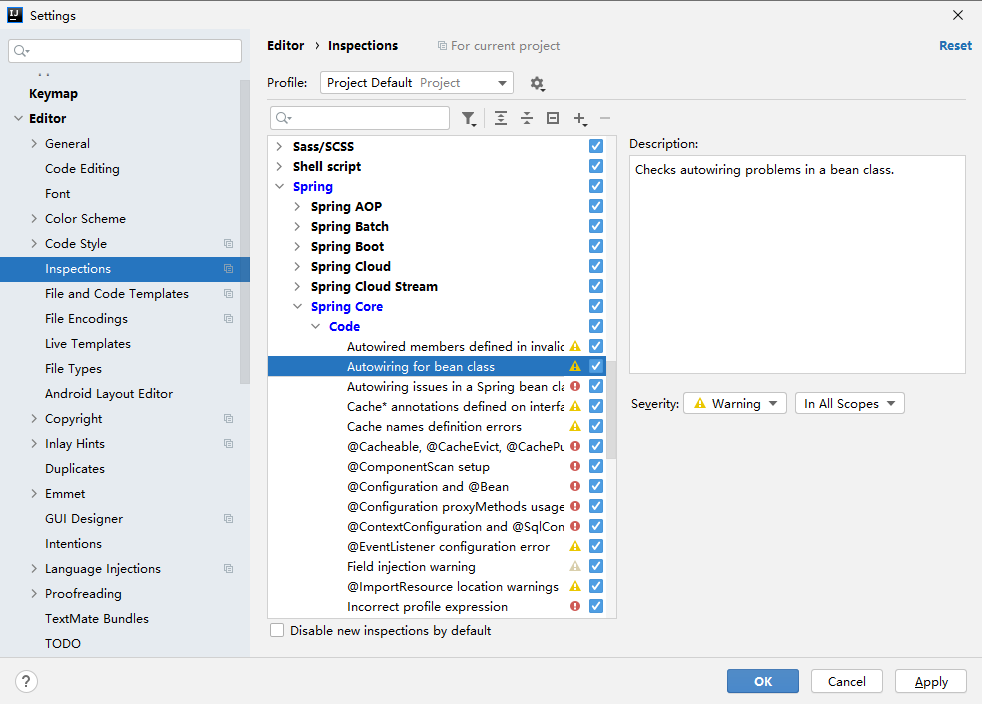 Settings
Editor › Inspections
For current project
Reset
Keymap
Editor
General
Code Editing
Font
Color Scheme
Code Style
Inspections
File and Code Templates
File Encodings
Live Templates
File Types
Android Layout Editor
Copyright
Inlay Hints
Duplicates
Emmet
GUI Designer
Intentions
Language Injections
Proofreading
TextMate Bundles
TODO
Profile: Project Default Project
Sass/SCSS
Shell script
Spring
Spring AOP
Spring Batch
Spring Boot
Spring Cloud
Spring Cloud Stream
Spring Core
Code
Autowired members defined in invalid
Autowiring for bean class
Autowiring issues in a Spring bean cla
Cache* annotations defined on interfa
Cache names definition errors
@Cacheable, @CacheEvict, @CachePu
@ComponentScan setup
@Configuration and @Bean
@Configuration proxyMethods usage
@ContextConfiguration and @SqlCon
@EventListener configuration error
Field injection warning
@ImportResource location warnings
Incorrect profile expression
Disable new inspections by default
Description:
Checks autowiring problems in a bean class.
Severity: Warning In All Scopes
?
OK Cancel Apply